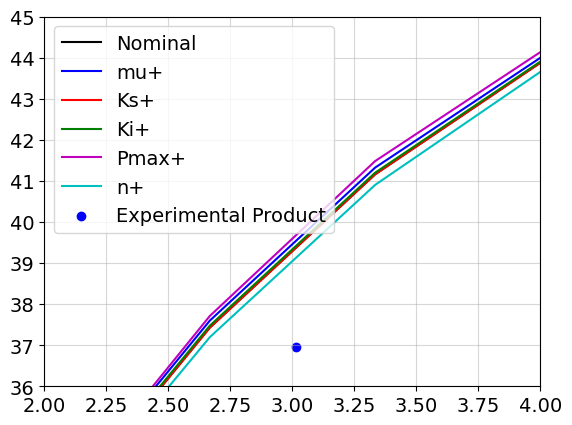 45
44
43
42
41
40
39
38
37
36
Nominal
mu+
Ks+
Ki+
Pmax+
n+
Experimental Product
2.00 2.25 2.50 2.75 3.00 3.25 3.50 3.75 4.00